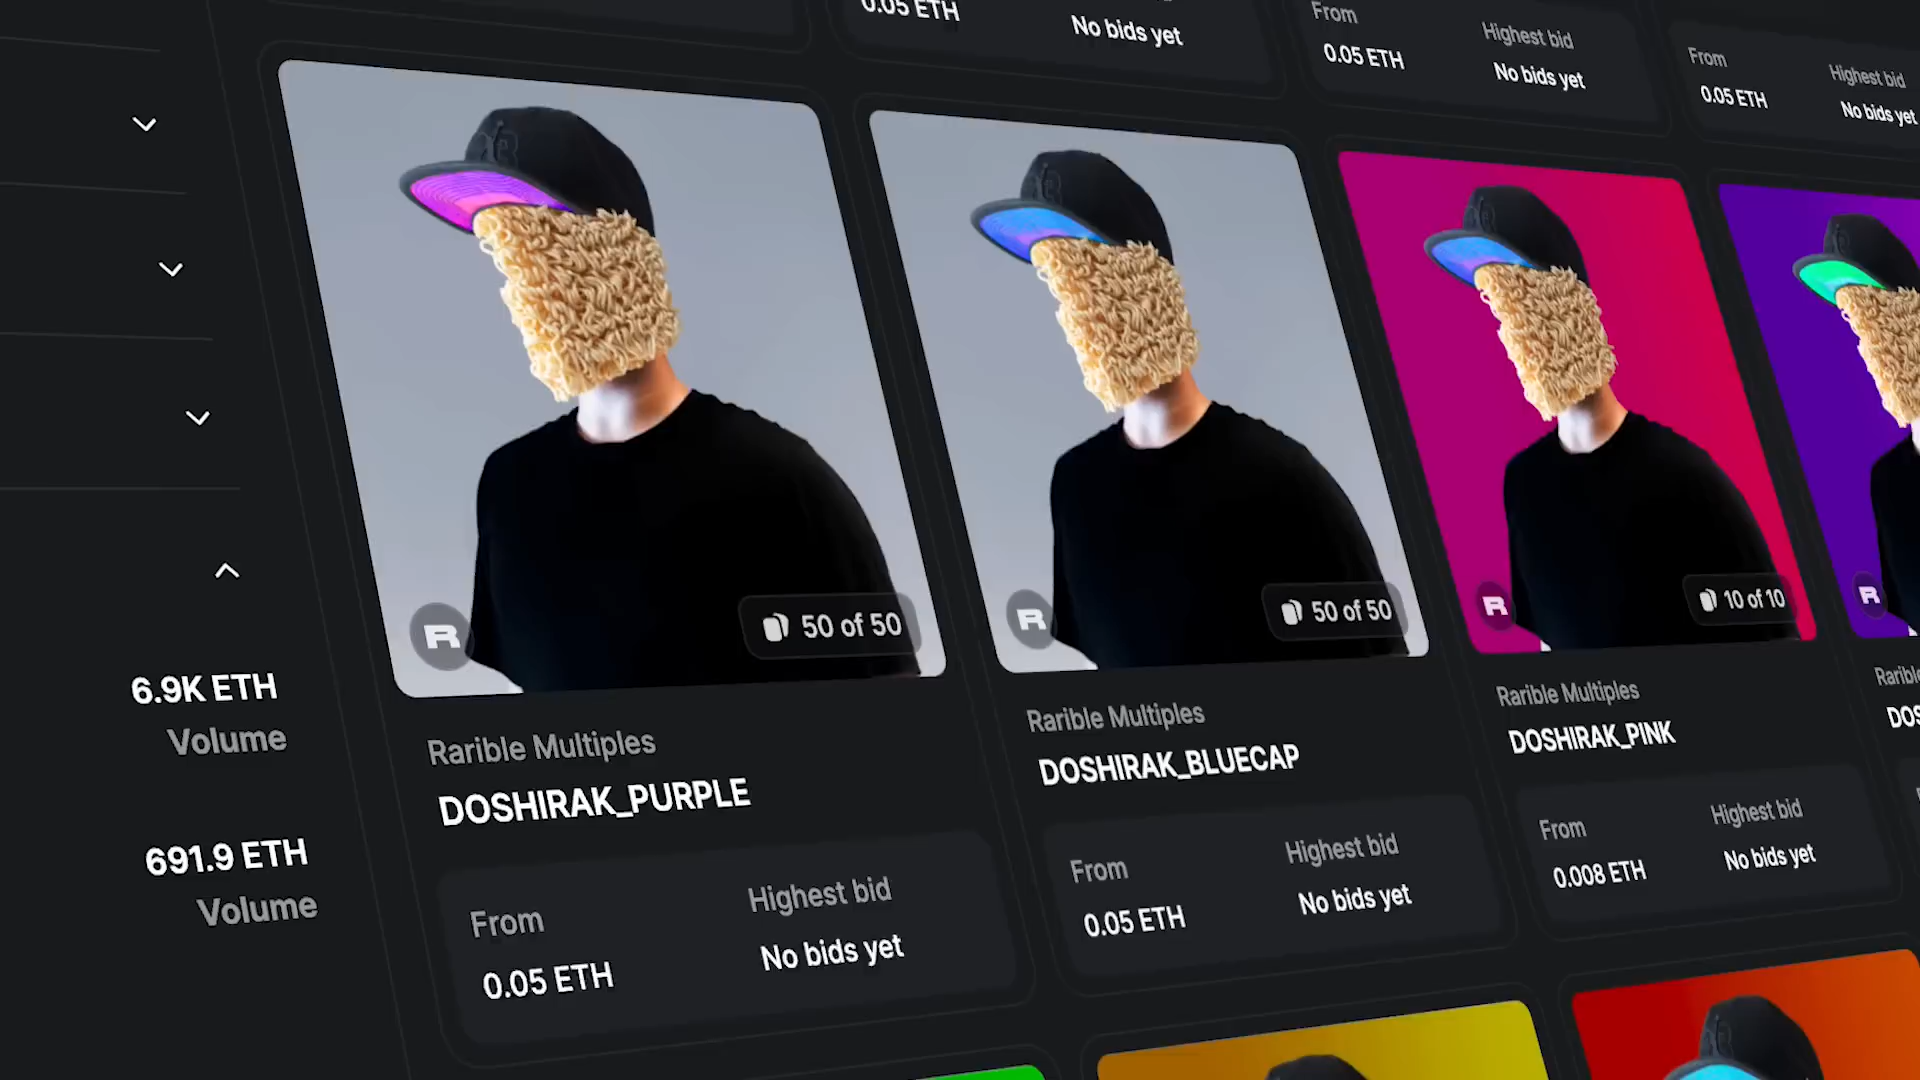 0.05 ETH
No bids yet
From
0.05 ETH
Highest bid
No bids yet
From
0.05 ETH
Highest bid
No bids yet
50 of 50
Rarible Multiples
DOSHIRAK_PURPLE
From
0.05 ETH
Highest bid
No bids yet
50 of 50
Rarible Multiples
DOSHIRAK_BLUECAP
From
0.05 ETH
Highest bid
No bids yet
10 of 10
Rarible Multiples
DOSHIRAK_PINK
From
0.008 ETH
Highest bid
No bids yet
6.9K ETH
Volume
691.9 ETH
Volume